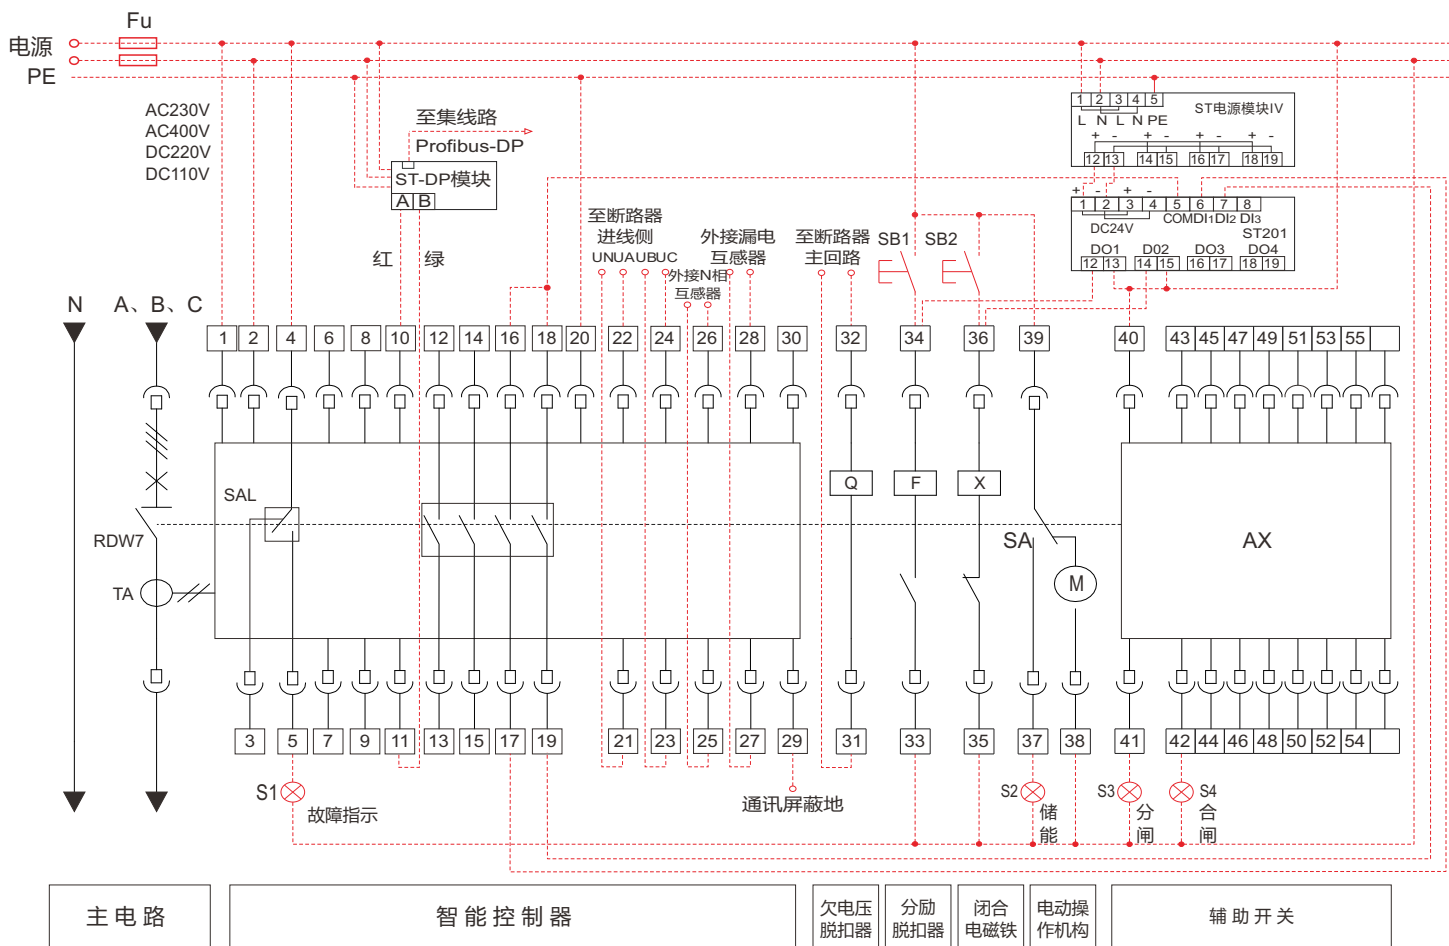 Fu
电源
PE
AC230V
AC400V
DC220V
DC110V
至集线路
Profibus-DP
ST-DP模块
A B
红 绿
1 2 3 4 5
ST电源模块IV
L N L N PE
+ - + - + - + -
12 13 14 15 16 17 18 19
+ - + -
1 2 3 4 5 6 7 8
DC24V
COMDI1DI2 DI3
ST201
DO1 D02 DO3 DO4
12 13 14 15 16 17 18 19
至断路器
进线侧
UNUAUBUC
外接N相
互感器
外接漏电
互感器
至断路器
主回路
SB1 SB2
N A、B、C
1 2 4 6 8 10 12 14 16 18 20 22 24 26 28 30 32 34 36 39 40 43 45 47 49 51 53 55
SAL
Q F X
RDW7
SA
AX
TA
M
3 5 7 9 11 13 15 17 19 21 23 25 27 29 31 33 35 37 38 41 42 44 46 48 50 52 54
S1
故障指示
通讯屏蔽地
S2
储
能
S3
分
闸
S4
合
闸
主电路
智能控制器
欠电压
脱扣器
分励
脱扣器
闭合
电磁铁
电动操
作机构
辅助开关